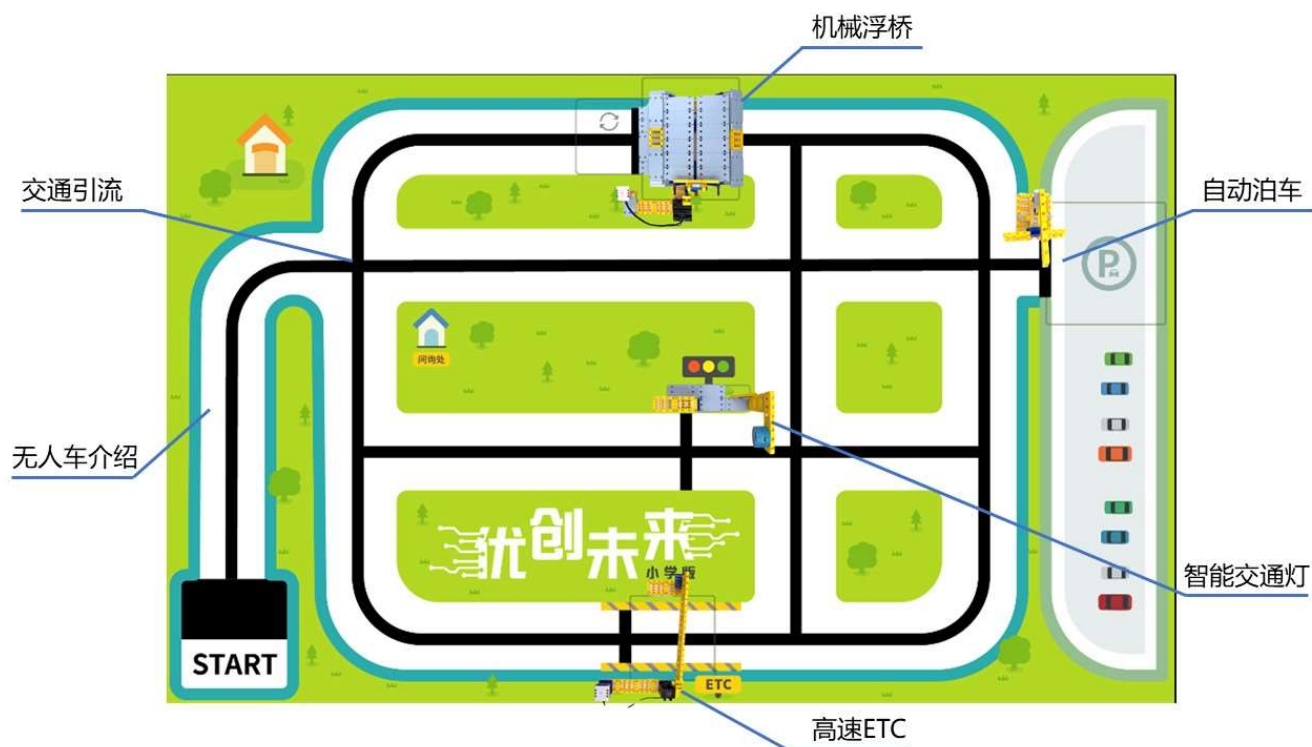 机械浮桥
交通引流
自动泊车
P
问询处
无人车介绍
优创未来
小学版
智能交通灯
START
ETC
高速ETC